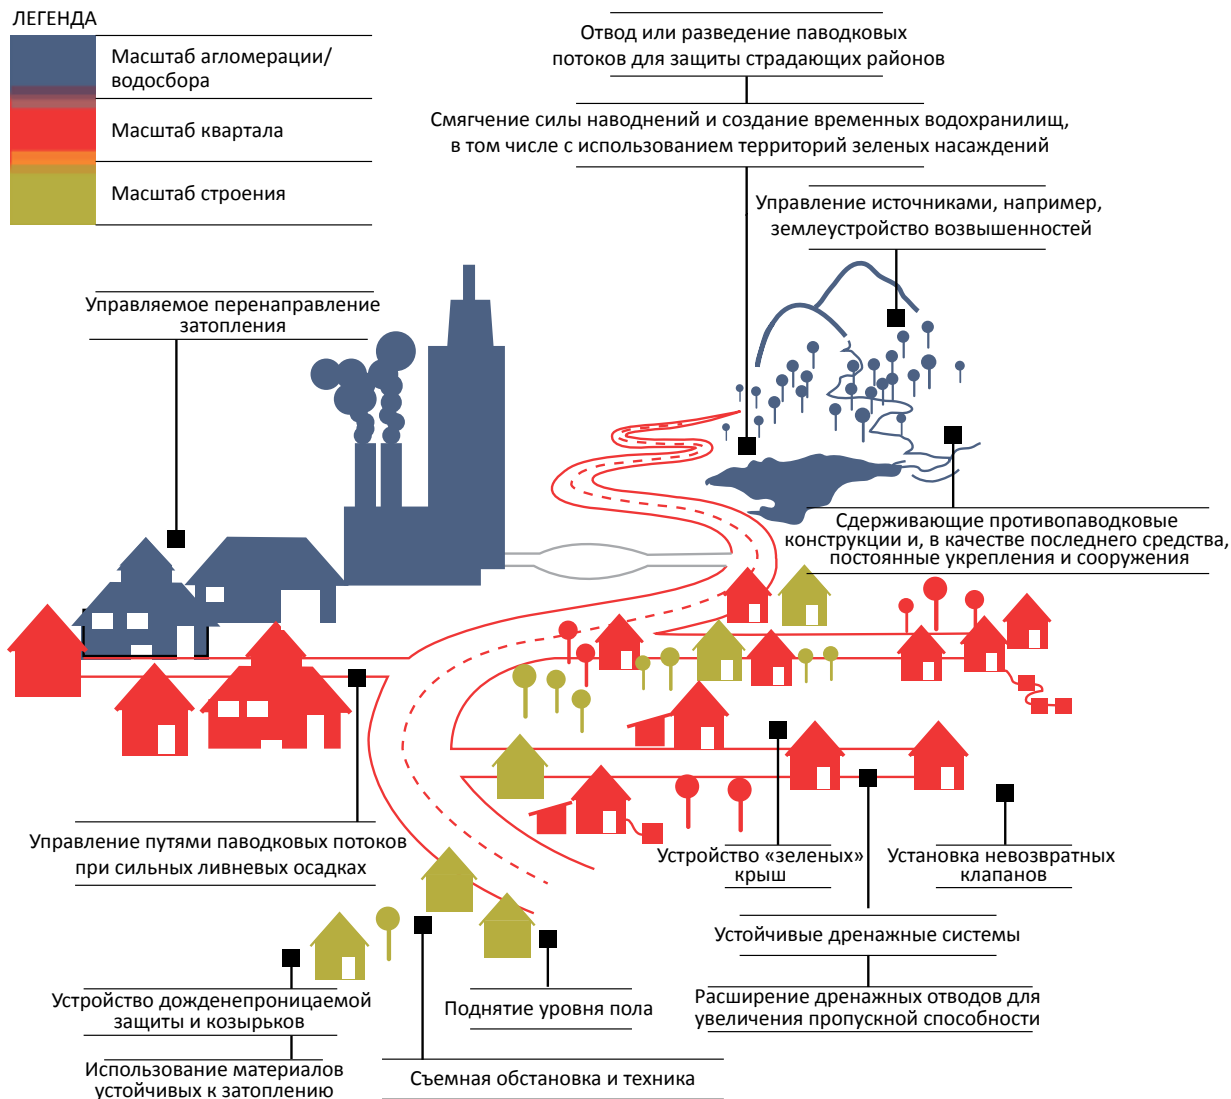 ЛЕГЕНДА
Масштаб агломерации/
водосбора
Масштаб квартала
Масштаб строения
Отвод или разведение паводковых
потоков для защиты страдающих районов
Смягчение силы наводнений и создание временных водохранилищ,
в том числе с использованием территорий зеленых насаждений
Управление источниками, например,
землеустройство возвышенностей
Управляемое перенаправление
затопления
Сдерживающие противопаводковые
конструкции и, в качестве последнего средства,
постоянные укрепления и сооружения
Управление путями паводковых потоков
при сильных ливневых осадках
Устройство «зеленых»
крыш
Установка невозвратных
клапанов
Устойчивые дренажные системы
Расширение дренажных отводов для
увеличения пропускной способности
Устройство дожденепроницаемой
защиты и козырьков
Поднятие уровня пола
Использование материалов
устойчивых к затоплению
Съемная обстановка и техника